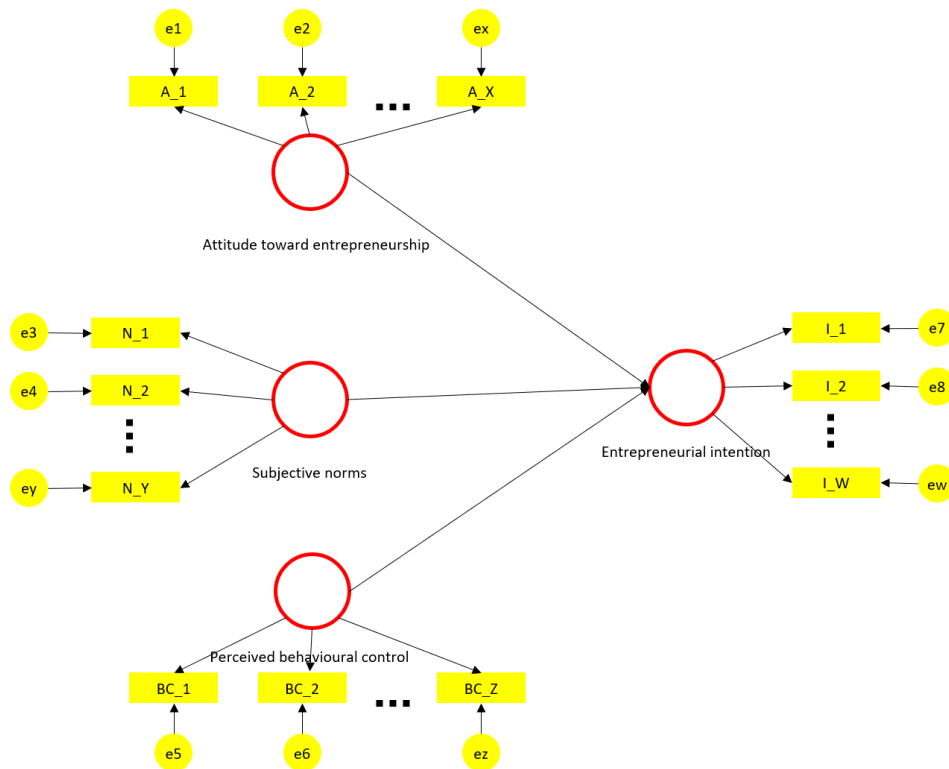 e1
e2
ex
A_1
A_2
...
A_X
Attitude toward entrepreneurship
e3
N_1
I_1
e7
e4
N_2
I_2
e8
Entrepreneurial intention
Subjective norms
ey
N_Y
I_W
ew
Perceived behavioural control
BC_1
BC_2
...
BC_Z
e5
e6
ez